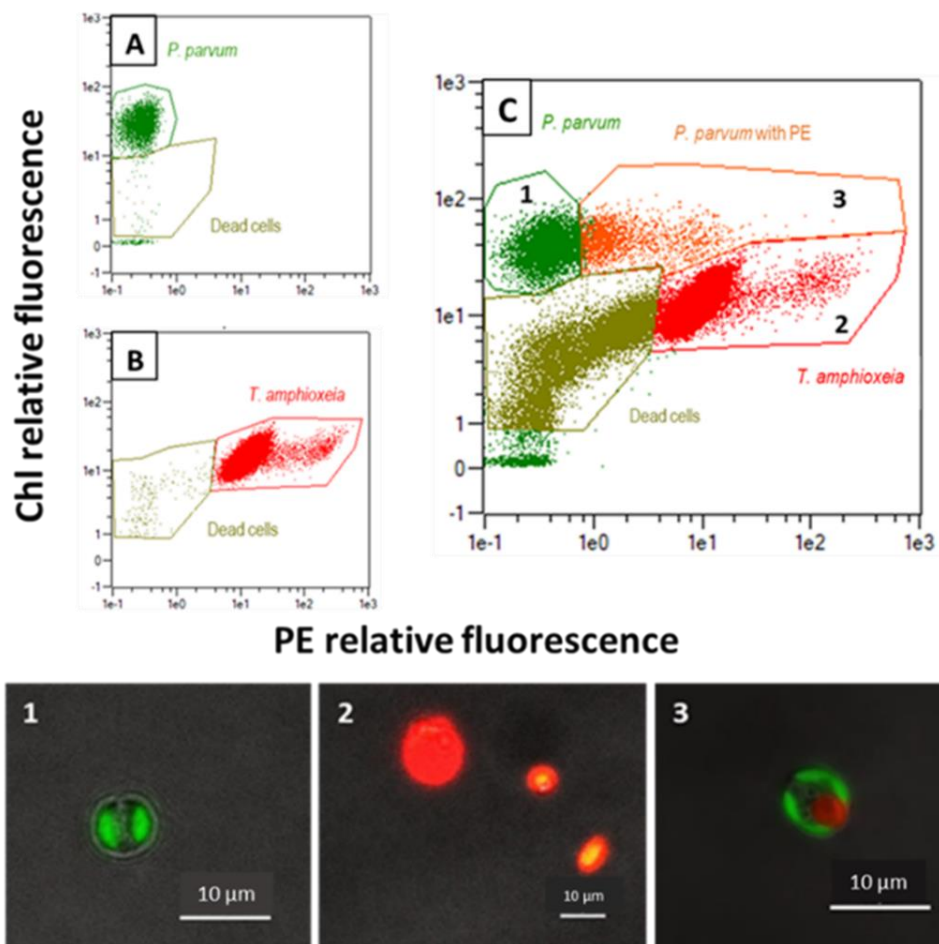 Chl relative fluorescence
A
P. parvum
Dead cells
1e3
1e2
1e1
1
0
-1
1e-1 1e0 1e1 1e2 1e3
B
T. amphioxeia
Dead cells
1e3
1e2
1e1
1
0
-1
1e-1 1e0 1e1 1e2 1e3
C
P. parvum
P. parvum with PE
1
3
2
T. amphioxeia
Dead cells
1e3
1e2
1e1
1
0
-1
1e-1 1e0 1e1 1e2 1e3
PE relative fluorescence
1
10 µm
2
10 µm
3
10 µm